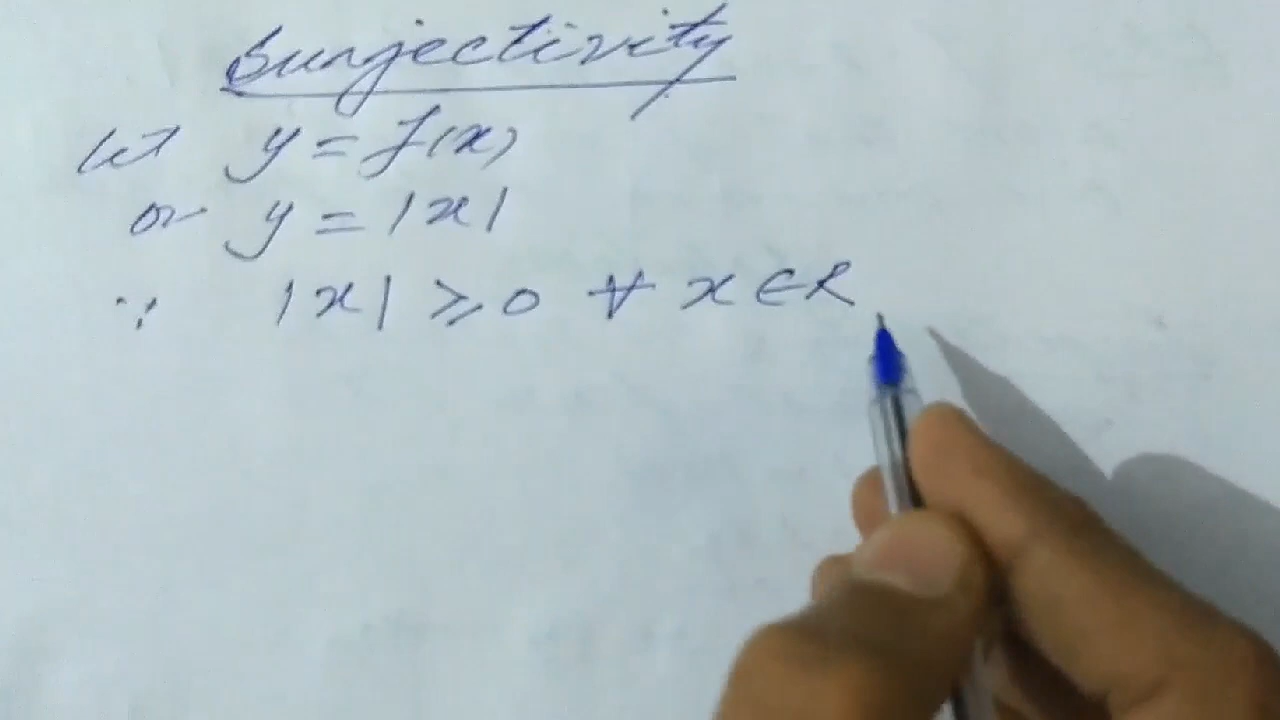 Surjectivity
Let y = f(x)
or y = |x|
∵ |x| ≥ 0 ∀ x ∈ R